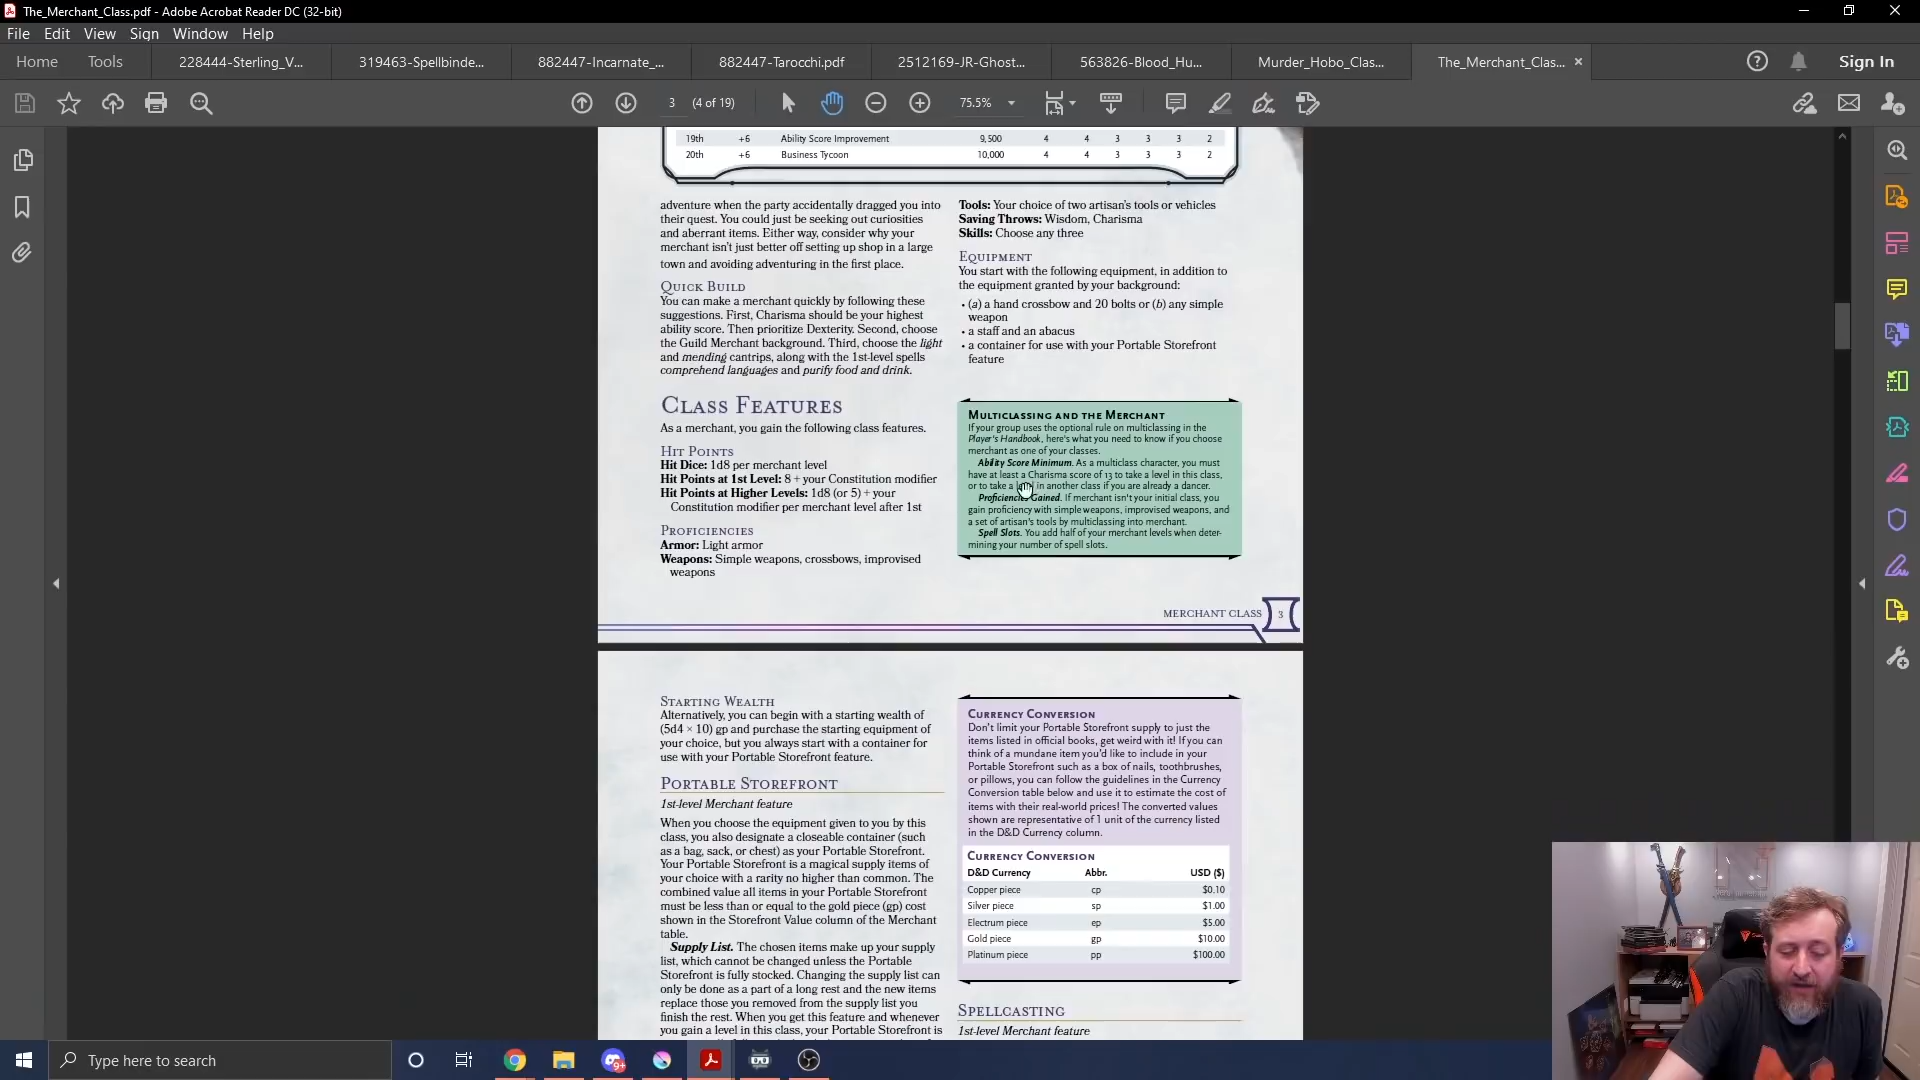 The_Merchant_Class.pdf - Adobe Acrobat Reader DC (32-bit)
File Edit View Sign Window Help
Home Tools 228444-Sterling_V... 319463-Spellbinde... 882447-Incarnate_... 882447-Tarocchi.pdf 2512169-JR-Ghost... 563826-Blood_Hu... Murder_Hobo_Clas... The_Merchant_Clas... Sign In
3 (4 of 19) 75.5%
19th +6 Ability Score Improvement 9,500 4 4 3 3 3 2
20th +6 Business Tycoon 10,000 4 4 3 3 3 2
adventure when the party accidentally dragged you into
their quest. You could just be seeking out curiosities
and aberrant items. Either way, consider why your
merchant isn't just better off setting up shop in a large
town and avoiding adventuring in the first place.
Quick Build
You can make a merchant quickly by following these
suggestions. First, Charisma should be your highest
ability score. Then prioritize Dexterity. Second, choose
the Guild Merchant background. Third, choose the light
and mending cantrips, along with the 1st-level spells
comprehend languages and purify food and drink.
Class Features
As a merchant, you gain the following class features.
Hit Points
Hit Dice: 1d8 per merchant level
Hit Points at 1st Level: 8 + your Constitution modifier
Hit Points at Higher Levels: 1d8 (or 5) + your
Constitution modifier per merchant level after 1st
Proficiencies
Armor: Light armor
Weapons: Simple weapons, crossbows, improvised
weapons
Tools: Your choice of two artisan's tools or vehicles
Saving Throws: Wisdom, Charisma
Skills: Choose any three
Equipment
You start with the following equipment, in addition to
the equipment granted by your background:
• (a) a hand crossbow and 20 bolts or (b) any simple
weapon
• a staff and an abacus
• a container for use with your Portable Storefront
feature
Multiclassing and the Merchant
If your group uses the optional rule on multiclassing in the
Player's Handbook, here's what you need to know if you choose
merchant as one of your classes.
Ability Score Minimum. As a multiclass character, you must
have at least a Charisma score of 13 to take a level in this class,
or to take a level in another class if you are already a dancer.
Proficiencies Gained. If merchant isn't your initial class, you
gain proficiency with simple weapons, improvised weapons, and
a set of artisan's tools by multiclassing into merchant.
Spell Slots. You add half of your merchant levels when deter-
mining your number of spell slots.
MERCHANT CLASS 3
Starting Wealth
Alternatively, you can begin with a starting wealth of
(5d4 × 10) gp and purchase the starting equipment of
your choice, but you always start with a container for
use with your Portable Storefront feature.
Portable Storefront
1st-level Merchant feature
When you choose the equipment given to you by this
class, you also designate a closeable container (such
as a bag, sack, or chest) as your Portable Storefront.
Your Portable Storefront is a magical supply items of
your choice with a rarity no higher than common. The
combined value all items in your Portable Storefront
must be less than or equal to the gold piece (gp) cost
shown in the Storefront Value column of the Merchant
table.
Supply List. The chosen items make up your supply
list, which cannot be changed unless the Portable
Storefront is fully stocked. Changing the supply list can
only be done as a part of a long rest and the new items
replace those you removed from the supply list you
finish the rest. When you get this feature and whenever
you gain a level in this class, your Portable Storefront is
Currency Conversion
Don't limit your Portable Storefront supply to just the
items listed in official books, get weird with it! If you can
think of a mundane item you'd like to include in your
Portable Storefront such as a box of nails, toothbrushes,
or pillows, you can follow the guidelines in the Currency
Conversion table below and use it to estimate the cost of
items with their real-world prices! The converted values
shown are representative of 1 unit of the currency listed
in the D&D Currency column.
Currency Conversion
D&D Currency Abbr. USD ($)
Copper piece cp $0.10
Silver piece sp $1.00
Electrum piece ep $5.00
Gold piece gp $10.00
Platinum piece pp $100.00
Spellcasting
1st-level Merchant feature
Type here to search
9+